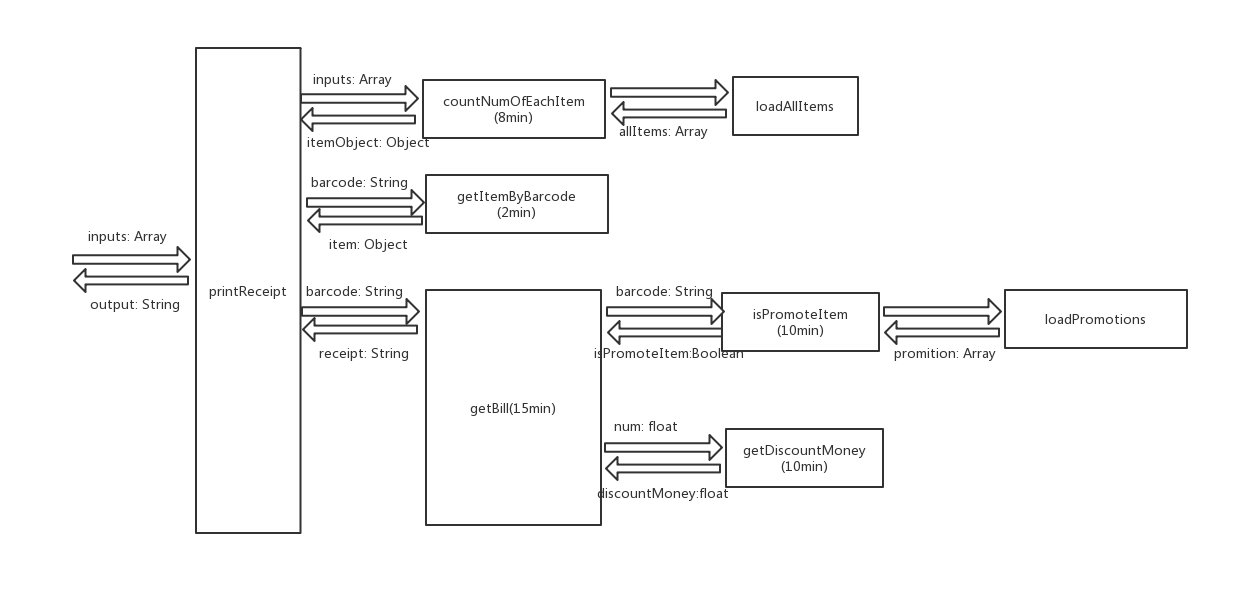 inputs: Array
countNumOfEachItem
(8min)
itemObject: Object
loadAllItems
allItems: Array
barcode: String
getItemByBarcode
(2min)
item: Object
inputs: Array
output: String
printReceipt
barcode: String
receipt: String
getBill(15min)
barcode: String
isPromoteItem
(10min)
isPromoteItem:Boolean
loadPromotions
promition: Array
num: float
getDiscountMoney
(10min)
discountMoney:float